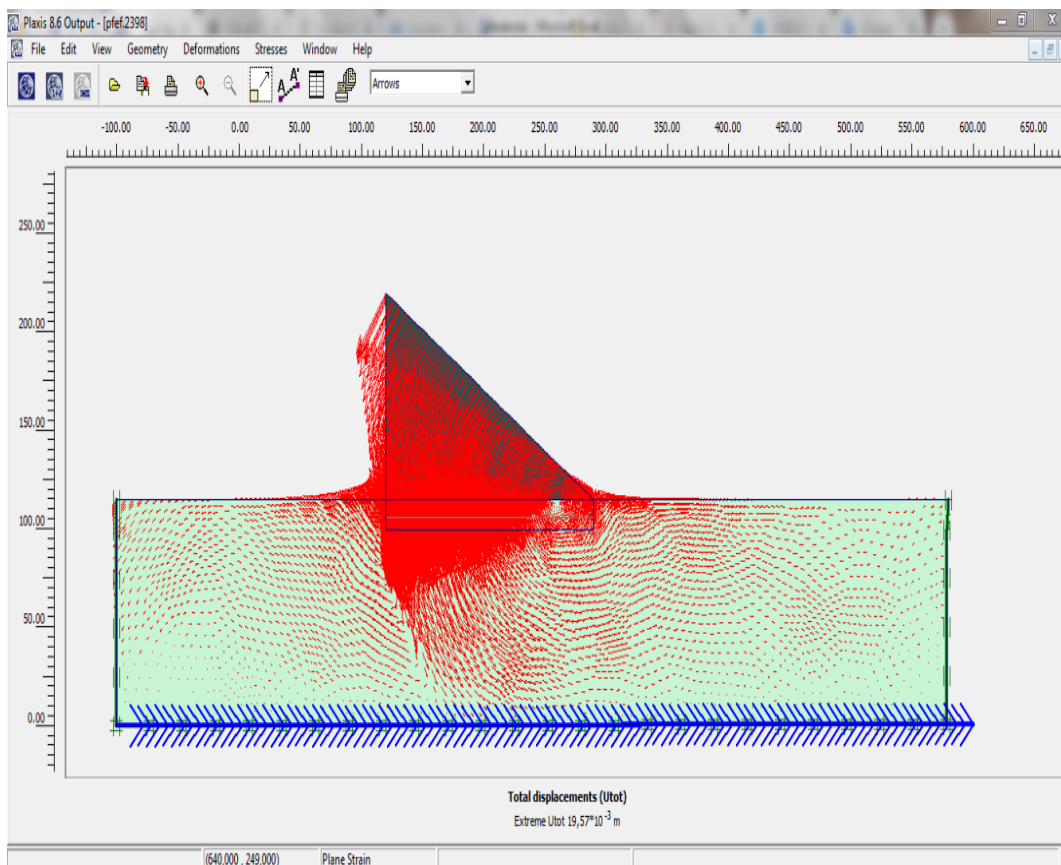 Plaxis 8.6 Output - [pfef.2398]
File Edit View Geometry Deformations Stresses Window Help
A A* Arrows
-100.00 -50.00 0.00 50.00 100.00 150.00 200.00 250.00 300.00 350.00 400.00 450.00 500.00 550.00 600.00 650.00
250.00
200.00
150.00
100.00
50.00
0.00
Total displacements (Utot)
Extreme Utot 19,57*10⁻³ m
(640.000 , 249.000) Plane Strain